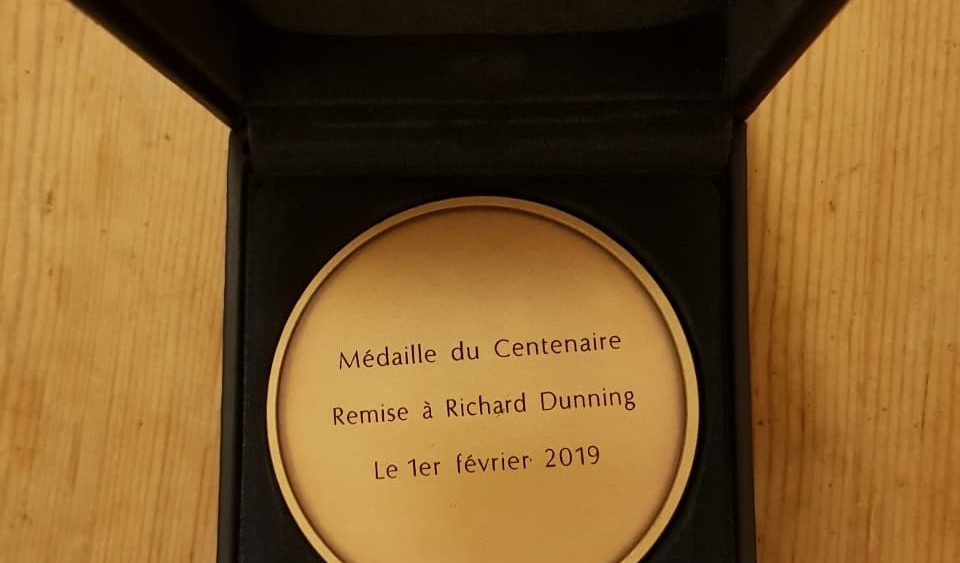 Médaille du Centenaire
Remise à Richard Dunning
Le 1er février 2019